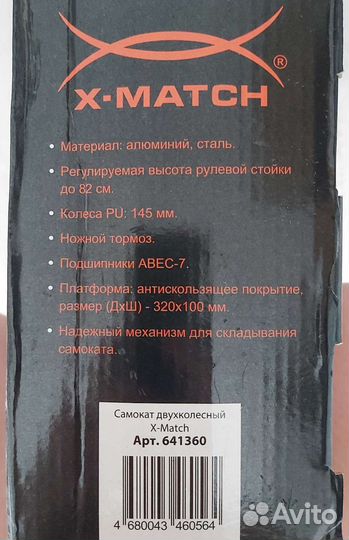 ®
X-MATCH
• Материал: алюминий, сталь.
• Регулируемая высота рулевой стойки
до 82 см.
• Колеса PU: 145 мм.
• Ножной тормоз.
• Подшипники ABEC-7.
• Платформа: антискользящее покрытие,
размер (ДхШ) - 320х100 мм.
• Надежный механизм для складывания
самоката.
Самокат двухколесный
X-Match
Арт. 641360
4 680043 460564
Avito